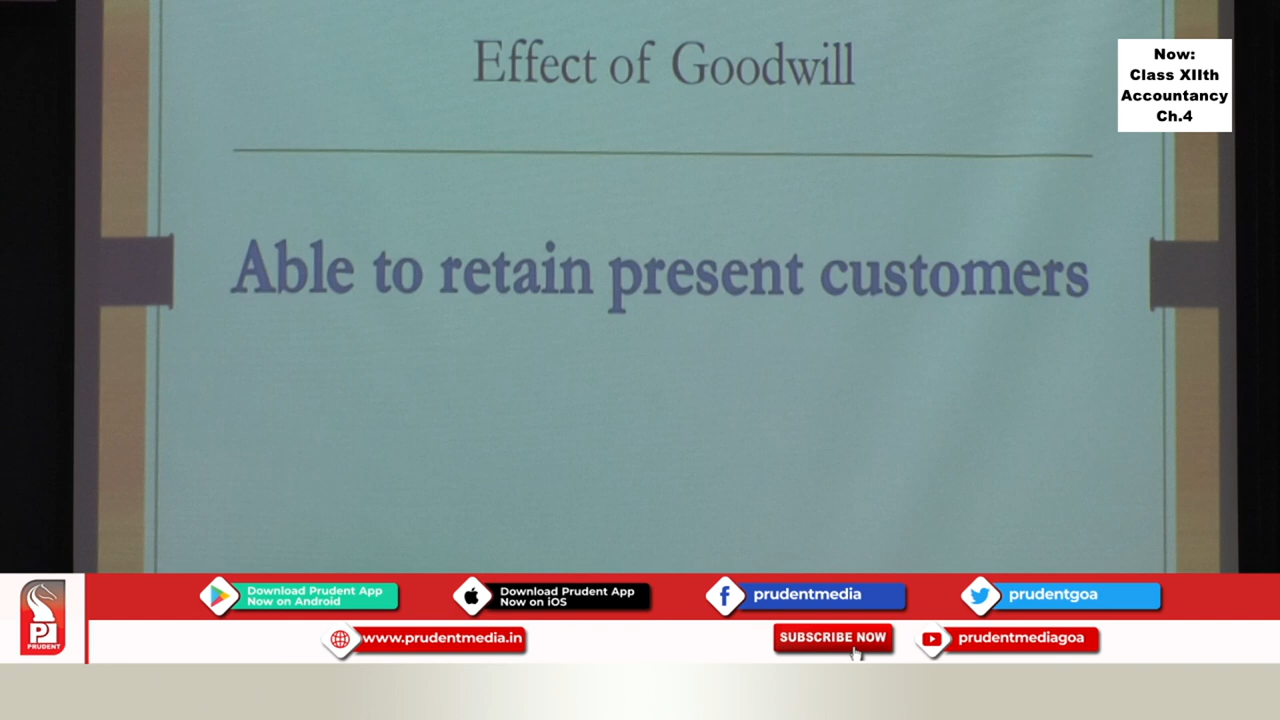 Effect of Goodwill
Now:
Class XIIth
Accountancy
Ch.4
Able to retain present customers
Download Prudent App
Now on Android
Download Prudent App
Now on iOS
prudentmedia
prudentgoa
PRUDENT
www.prudentmedia.in
SUBSCRIBE NOW
prudentmediagoa